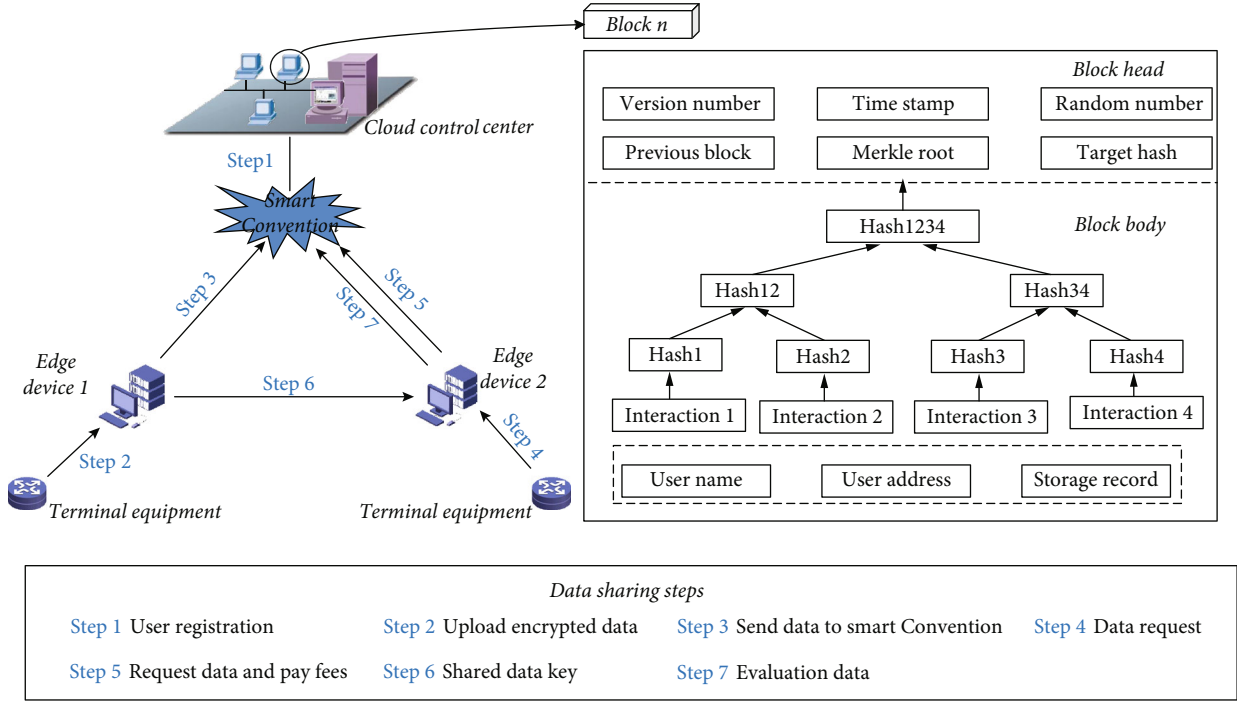 Block n
Cloud control center
Step1
Smart
Convention
Step 3
Step 5
Step 7
Edge
device 1
Edge
device 2
Step 6
Step 2
Step 4
Terminal equipment
Terminal equipment
Block head
Version number
Time stamp
Random number
Previous block
Merkle root
Target hash
Block body
Hash1234
Hash12
Hash34
Hash1
Hash2
Hash3
Hash4
Interaction 1
Interaction 2
Interaction 3
Interaction 4
User name
User address
Storage record
Data sharing steps
Step 1 User registration
Step 2 Upload encrypted data
Step 3 Send data to smart Convention
Step 4 Data request
Step 5 Request data and pay fees
Step 6 Shared data key
Step 7 Evaluation data